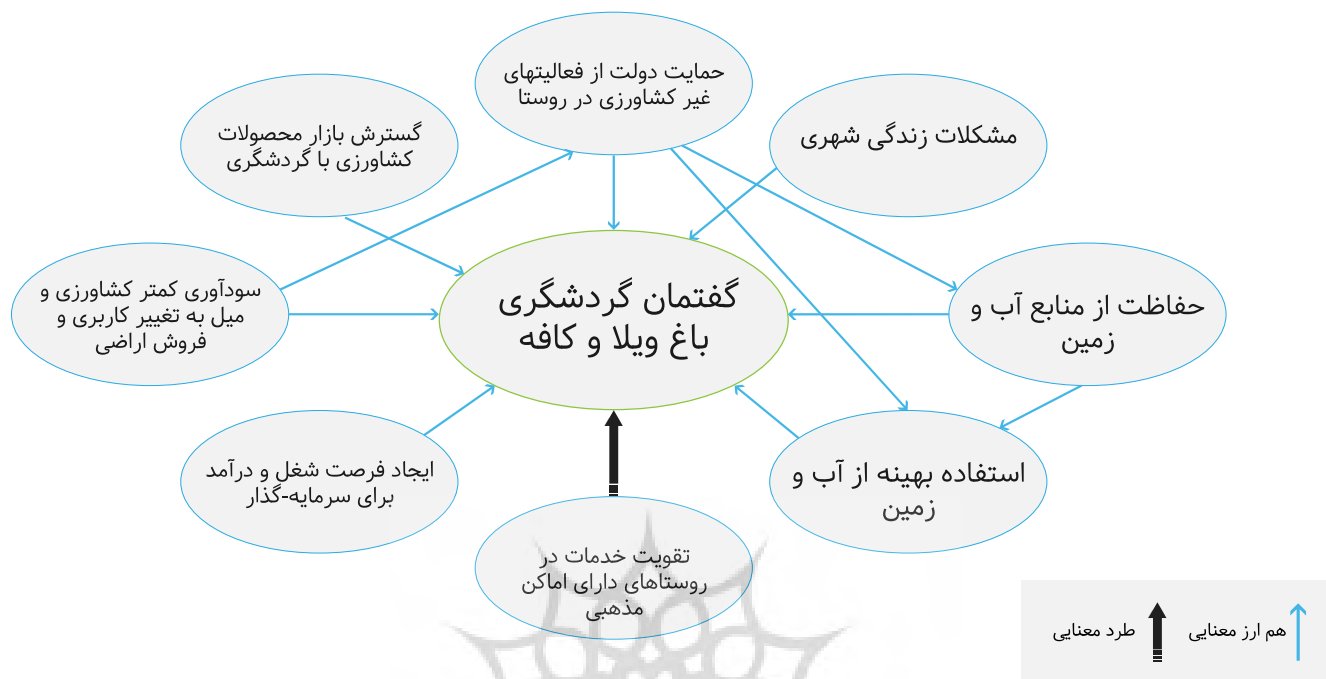 حمایت دولت از فعالیتهای
غیر کشاورزی در روستا
مشکلات زندگی شهری
گسترش بازار محصولات
کشاورزی با گردشگری
گفتمان گردشگری
باغ ویلا و کافه
حفاظت از منابع آب و
زمین
سودآوری کمتر کشاورزی و
میل به تغییر کاربری و
فروش اراضی
استفاده بهینه از آب و
زمین
ایجاد فرصت شغل و درآمد
برای سرمایه-گذار
تقویت خدمات در
روستاهای دارای اماکن
مذهبی
هم ارز معنایی
طرد معنایی